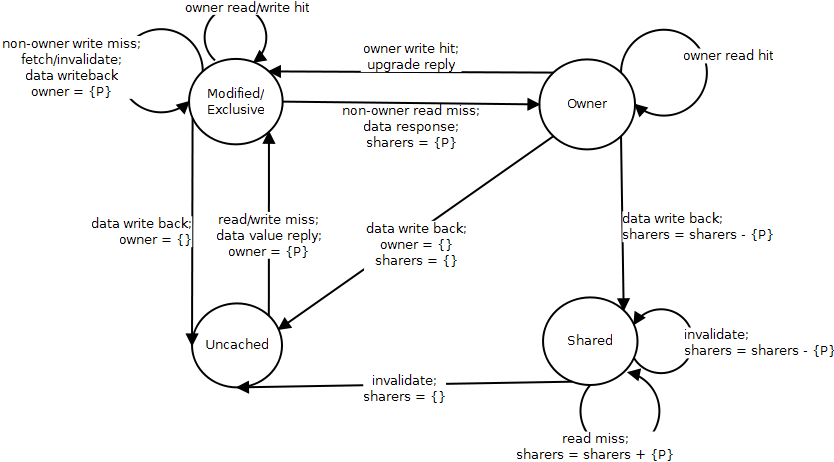 owner read/write hit
non-owner write miss;
fetch/invalidate;
data writeback
owner = {P}
Modified/
Exclusive
owner write hit;
upgrade reply
Owner
owner read hit
non-owner read miss;
data response;
sharers = {P}
data write back;
owner = {}
read/write miss;
data value reply;
owner = {P}
data write back;
owner = {}
sharers = {}
data write back;
sharers = sharers - {P}
Uncached
Shared
invalidate;
sharers = sharers - {P}
invalidate;
sharers = {}
read miss;
sharers = sharers + {P}